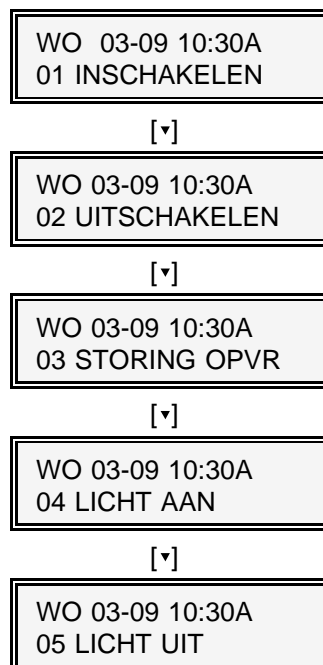 WO  03-09 10:30A
01 INSCHAKELEN
[▼]
WO 03-09 10:30A
02 UITSCHAKELEN
[▼]
WO 03-09 10:30A
03 STORING OPVR
[▼]
WO 03-09 10:30A
04 LICHT AAN
[▼]
WO 03-09 10:30A
05 LICHT UIT